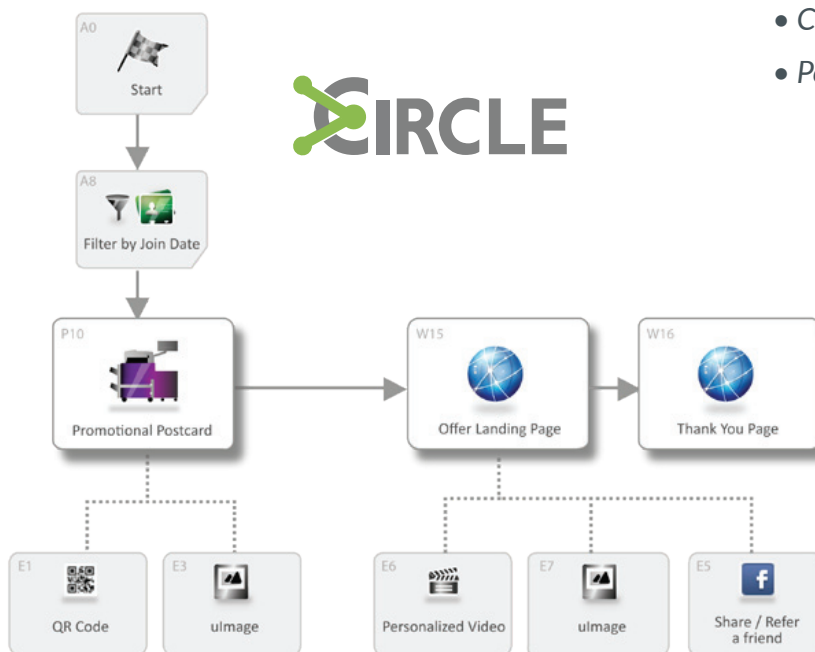 A0
Start
CIRCLE
A8
Filter by Join Date
P10
Promotional Postcard
W15
Offer Landing Page
W16
Thank You Page
E1
QR Code
E3
uImage
E6
Personalized Video
E7
uImage
E5
f
Share / Refer
a friend